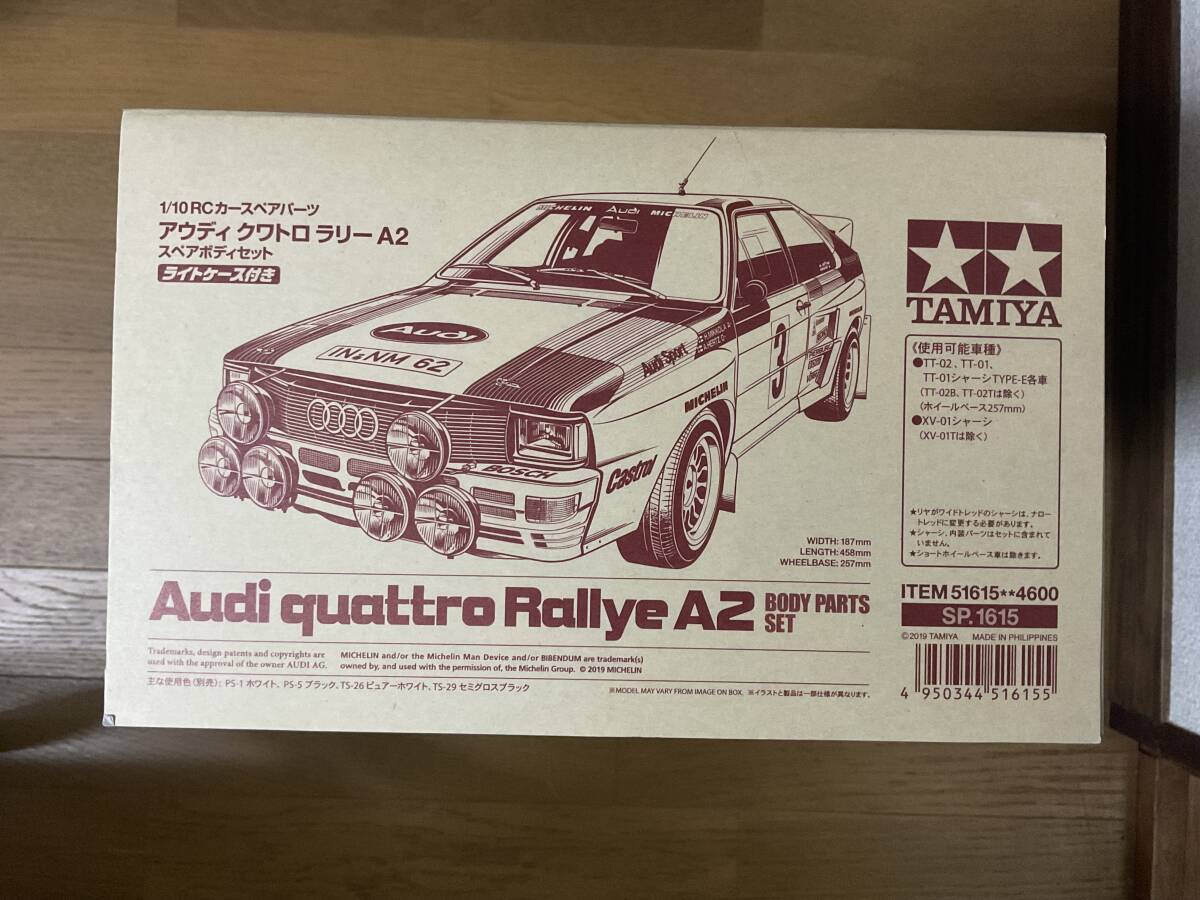 1/10 RCカースペアパーツ
アウディ クワトロ ラリー A2
スペアボディセット
ライトケース付き
MICHELIN Audi MICHELIN
Audi
IN★NM 62
Audi Sport
H.MIKKOLA
A.HERTZ
3
MICHELIN
BOSCH
Castrol
WIDTH: 187mm
LENGTH: 458mm
WHEELBASE: 257mm
TAMIYA
《使用可能車種》
●TT-02、TT-01、
TT-01シャーシTYPE-E各車
(TT-02B、TT-02Tは除く)
(ホイールベース257mm)
●XV-01シャーシ
(XV-01Tは除く)
★リヤがワイドトレッドのシャーシは、ナロー
トレッドに変更する必要があります。
★シャーシ、内装パーツはセットに含まれて
いません。
★ショートホイールベース車は除きます。
Audi quattro Rallye A2 BODY PARTS
SET
ITEM 51615★★4600
SP.1615
©2019 TAMIYA MADE IN PHILIPPINES
4 950344 516155
Trademarks, design patents and copyrights are
used with the approval of the owner AUDI AG.
MICHELIN and/or the Michelin Man Device and/or BIBENDUM are trademark(s)
owned by, and used with the permission of, the Michelin Group. © 2019 MICHELIN
主な使用色(別売):PS-1 ホワイト、PS-5 ブラック、TS-26 ピュアーホワイト、TS-29 セミグロスブラック
※MODEL MAY VARY FROM IMAGE ON BOX. ※イラストと製品は一部仕様が異なります。